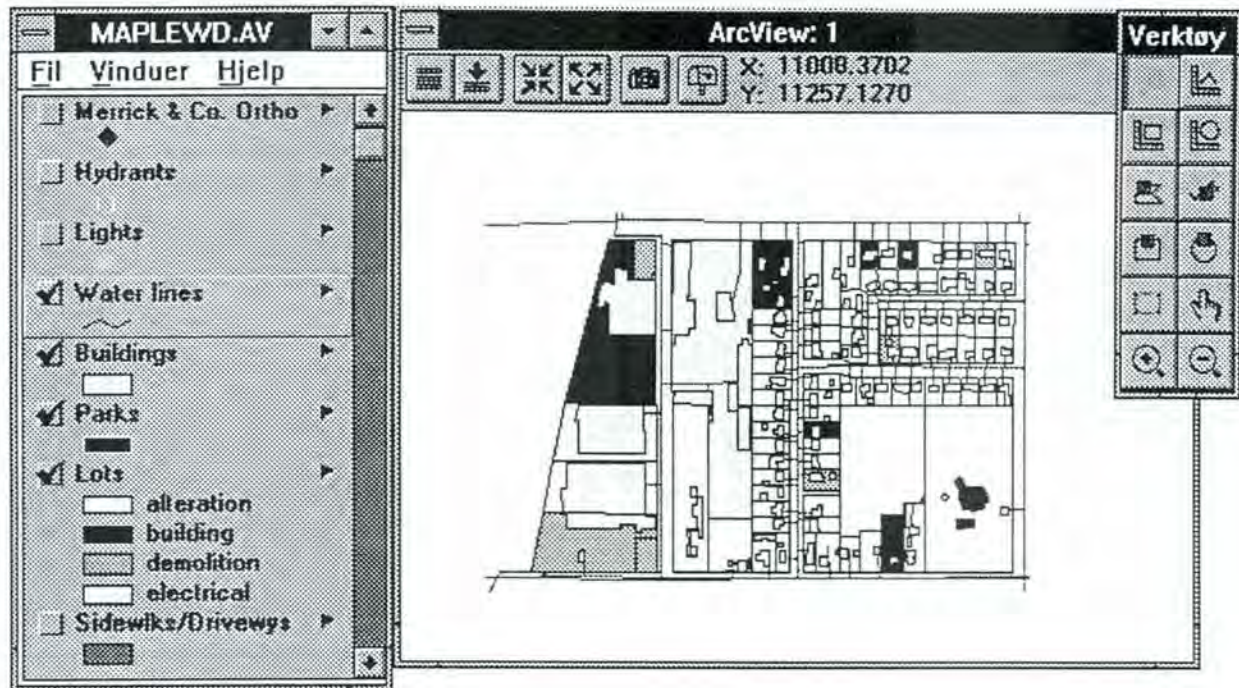 MAPLEWD.AV
Fil Vinduer Hjelp
Merrick & Co. Ortho
Hydrants
Lights
Water lines
Buildings
Parks
Lots
alteration
building
demolition
electrical
Sidewlks/Drivewys
ArcView: 1
X: 11008.3702
Y: 11257.1270
Verktøy